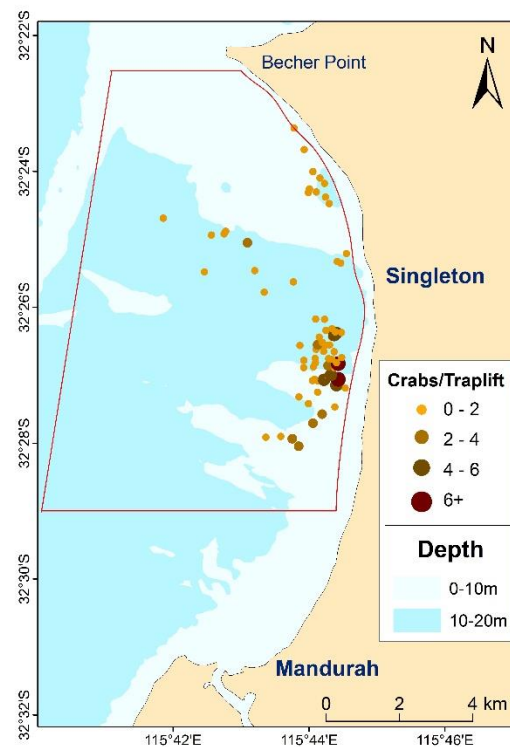 32°22'S
32°24'S
32°26'S
32°28'S
32°30'S
32°32'S
Becher Point
N
Singleton
Crabs/Traplift
0 - 2
2 - 4
4 - 6
6+
Depth
0-10m
10-20m
Mandurah
0 2 4 km
115°42'E 115°44'E 115°46'E